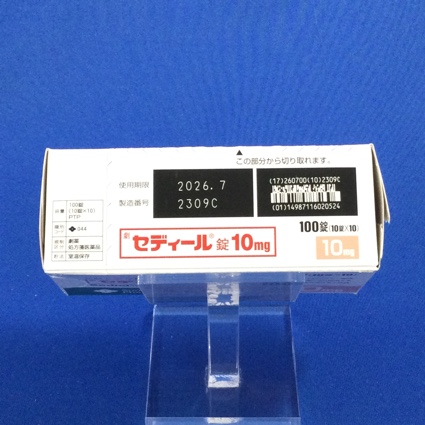 この部分から切り取れます。
使用期限 2026.7
製造番号 2309C
(17)260700(10)2309C
(01)14987116020524
セディール®錠10mg
100錠(10錠×10)
10mg
100錠
(10錠×10)
044
処方箋医薬品
室温保存